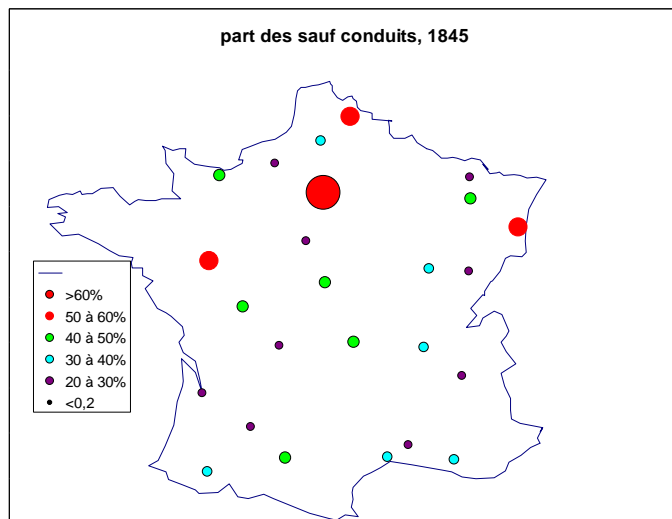 part des sauf conduits, 1845
>60%
50 à 60%
40 à 50%
30 à 40%
20 à 30%
<0,2